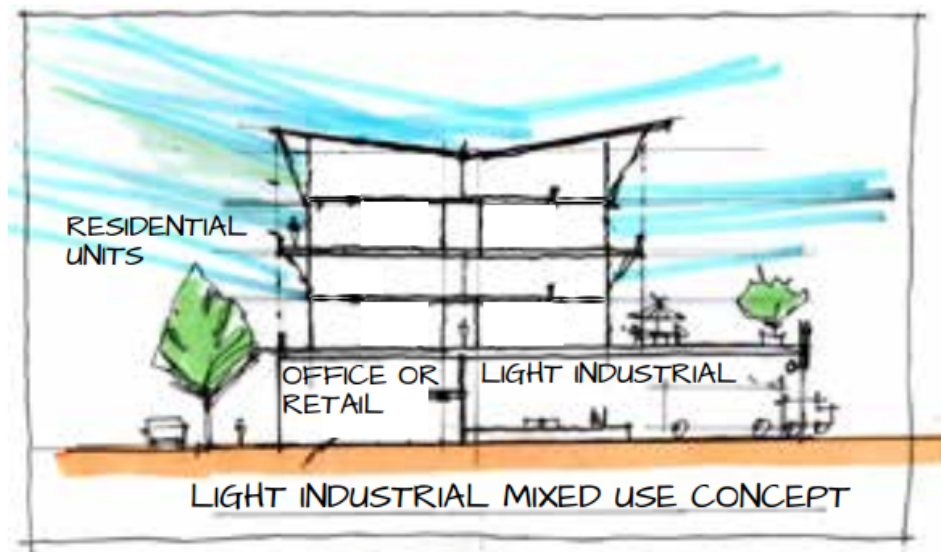 RESIDENTIAL
UNITS
OFFICE OR
RETAIL
LIGHT INDUSTRIAL
LIGHT INDUSTRIAL MIXED USE CONCEPT